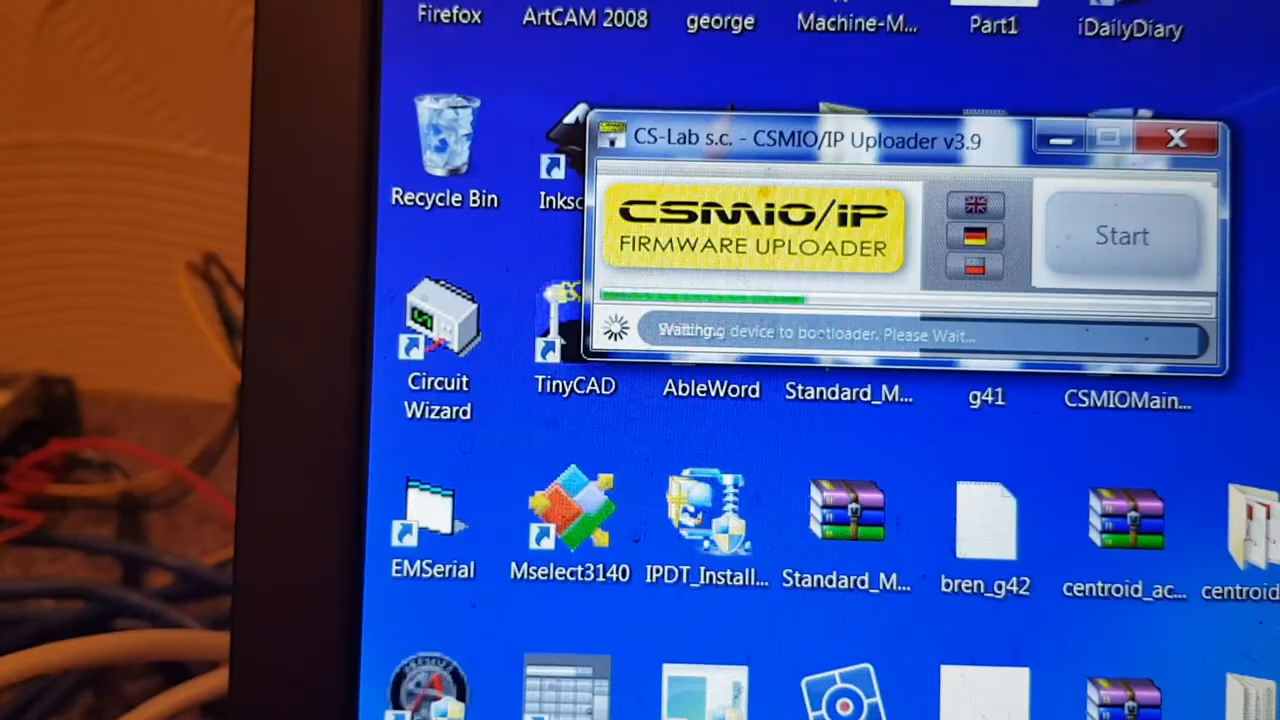 Firefox
ArtCAM 2008
george
Machine-M...
Part1
iDailyDiary
CS-Lab s.c. - CSMIO/IP Uploader v3.9
X
CSMIO/IP
FIRMWARE UPLOADER
Start
Waiting...
device to bootloader. Please Wait...
Recycle Bin
Inksc
Circuit
Wizard
TinyCAD
AbleWord
Standard_M...
g41
CSMIOMain...
EMSerial
Mselect3140
IPDT_Install...
Standard_M...
bren_g42
centroid_ac...
centroid